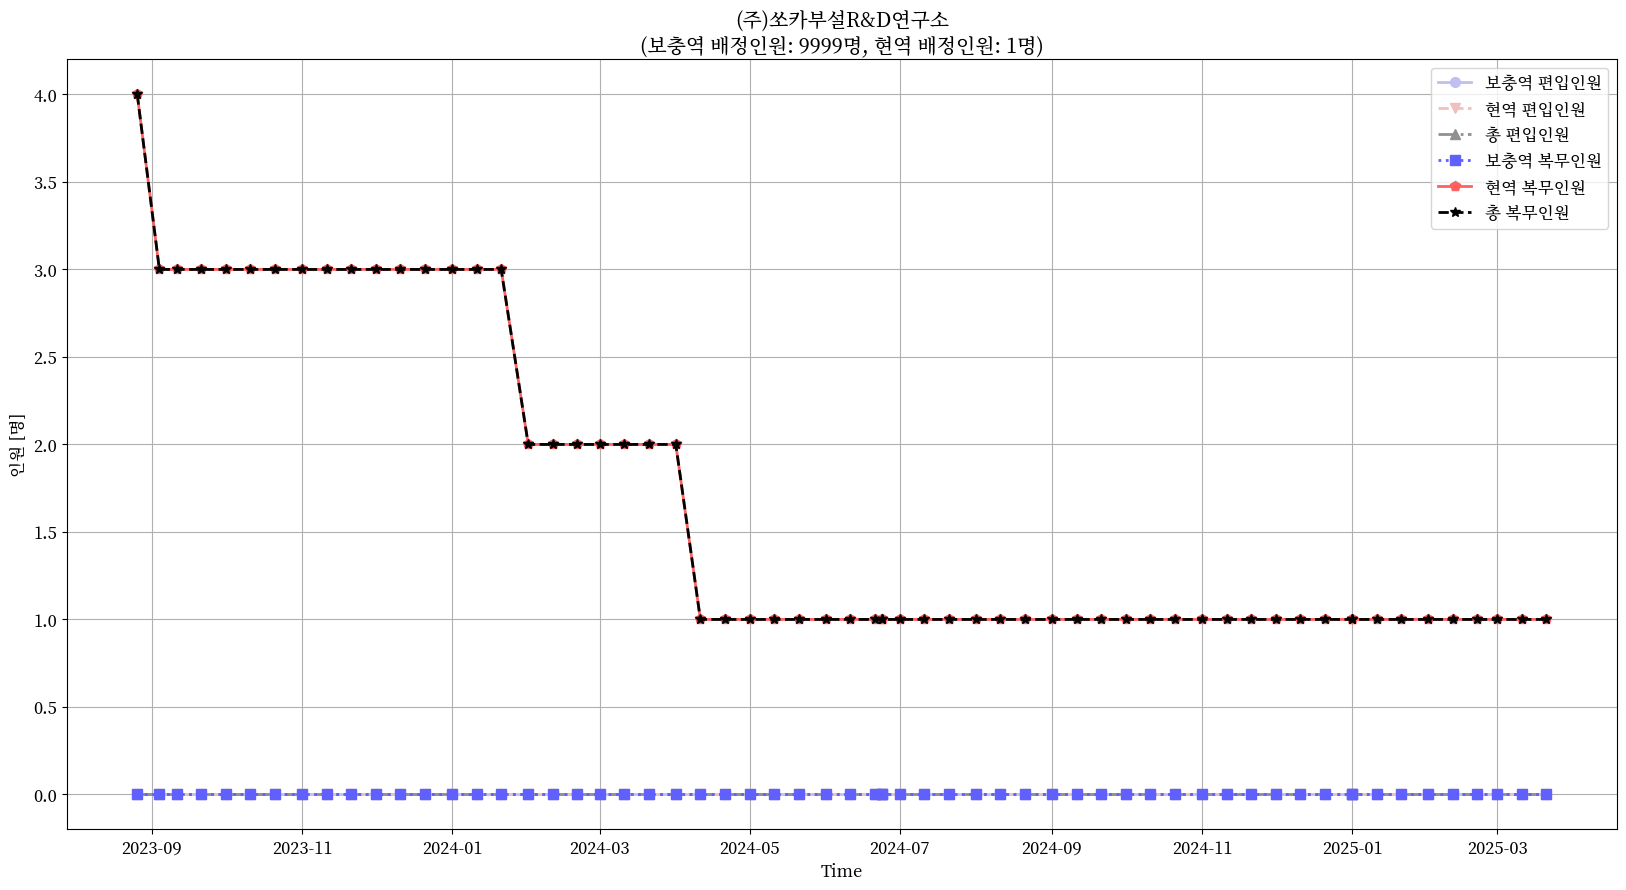 (주)쏘카부설R&D연구소
(보충역 배정인원: 9999명, 현역 배정인원: 1명)
보충역 편입인원
현역 편입인원
총 편입인원
보충역 복무인원
현역 복무인원
총 복무인원
4.0
3.5
3.0
2.5
2.0
1.5
1.0
0.5
0.0
인원 [명]
2023-09 2023-11 2024-01 2024-03 2024-05 2024-07 2024-09 2024-11 2025-01 2025-03
Time